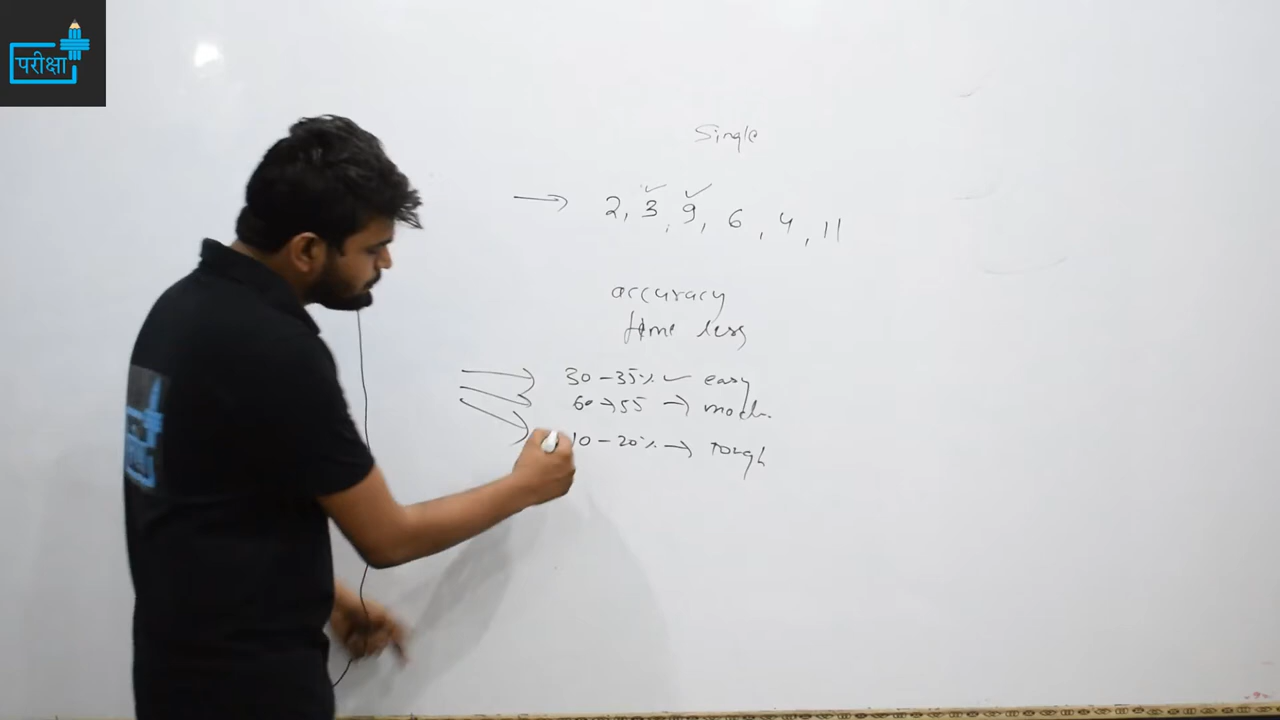 परीक्षा
Single
→ 2, 3, 9, 6, 4, 11
accuracy
time less
30-35% ✓ easy
60→55 → mod.
10-20% → tough